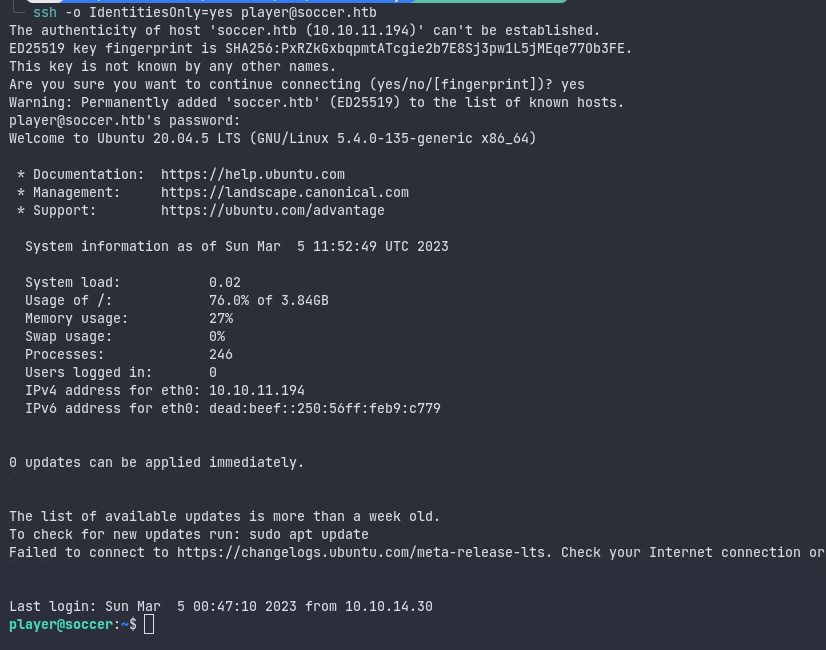 ssh -o IdentitiesOnly=yes player@soccer.htb
The authenticity of host 'soccer.htb (10.10.11.194)' can't be established.
ED25519 key fingerprint is SHA256:PxRZkGxbqpmtATcgie2b7E8Sj3pw1L5jMEqe77Ob3FE.
This key is not known by any other names.
Are you sure you want to continue connecting (yes/no/[fingerprint])? yes
Warning: Permanently added 'soccer.htb' (ED25519) to the list of known hosts.
player@soccer.htb's password:
Welcome to Ubuntu 20.04.5 LTS (GNU/Linux 5.4.0-135-generic x86_64)
* Documentation:  https://help.ubuntu.com
* Management:     https://landscape.canonical.com
* Support:        https://ubuntu.com/advantage
System information as of Sun Mar  5 11:52:49 UTC 2023
System load:           0.02
Usage of /:            76.0% of 3.84GB
Memory usage:          27%
Swap usage:            0%
Processes:             246
Users logged in:       0
IPv4 address for eth0: 10.10.11.194
IPv6 address for eth0: dead:beef::250:56ff:feb9:c779
0 updates can be applied immediately.
The list of available updates is more than a week old.
To check for new updates run: sudo apt update
Failed to connect to https://changelogs.ubuntu.com/meta-release-lts. Check your Internet connection or
Last login: Sun Mar  5 00:47:10 2023 from 10.10.14.30
player@soccer:~$